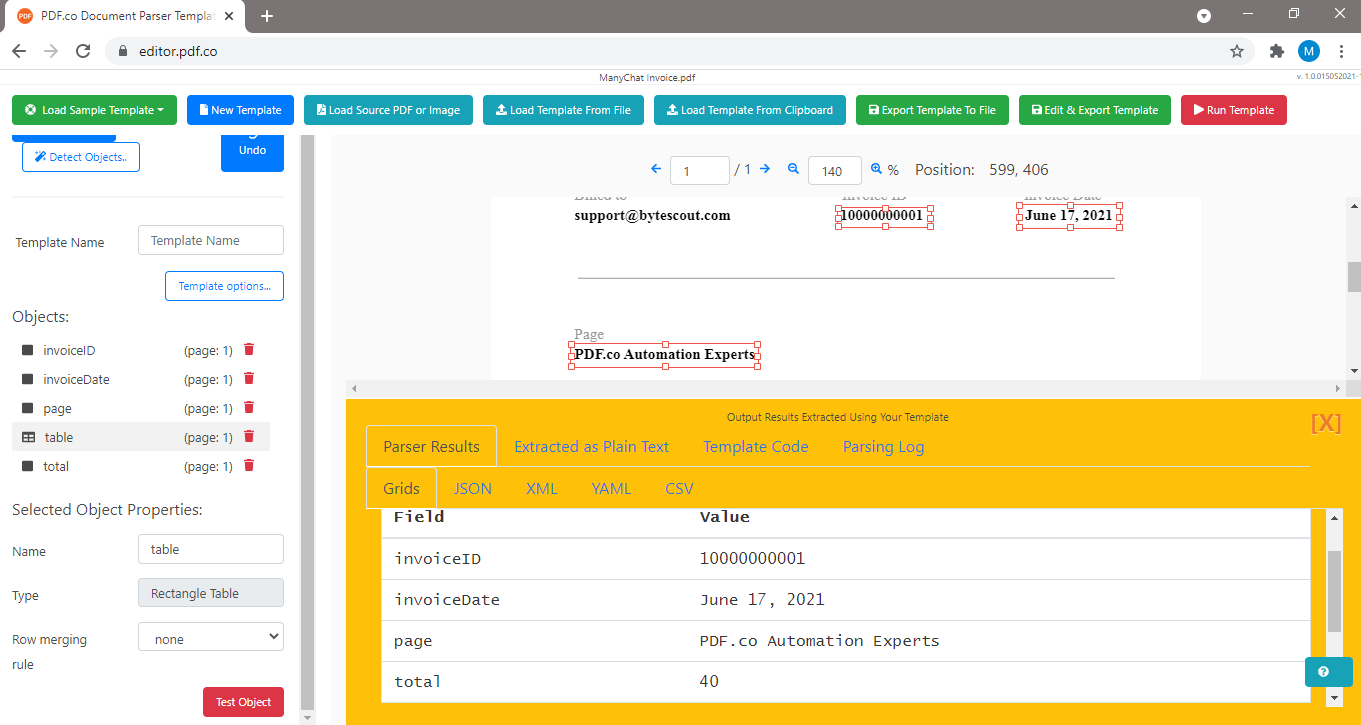 PDF.co Document Parser Templat
editor.pdf.co
M
ManyChat Invoice.pdf
v. 1.0.015052021-1
Load Sample Template
New Template
Load Source PDF or Image
Load Template From File
Load Template From Clipboard
Export Template To File
Edit & Export Template
Run Template
Detect Objects..
Undo
1 / 1
140 %
Position: 599, 406
Template Name
Template Name
Template options...
Objects:
invoiceID (page: 1)
invoiceDate (page: 1)
page (page: 1)
table (page: 1)
total (page: 1)
Selected Object Properties:
Name table
Type Rectangle Table
Row merging rule none
Test Object
Billed to
Invoice ID
Invoice Date
support@bytescout.com
10000000001
June 17, 2021
Page
PDF.co Automation Experts
Output Results Extracted Using Your Template
[X]
Parser Results
Extracted as Plain Text
Template Code
Parsing Log
Grids
JSON
XML
YAML
CSV
Field Value
invoiceID 10000000001
invoiceDate June 17, 2021
page PDF.co Automation Experts
total 40